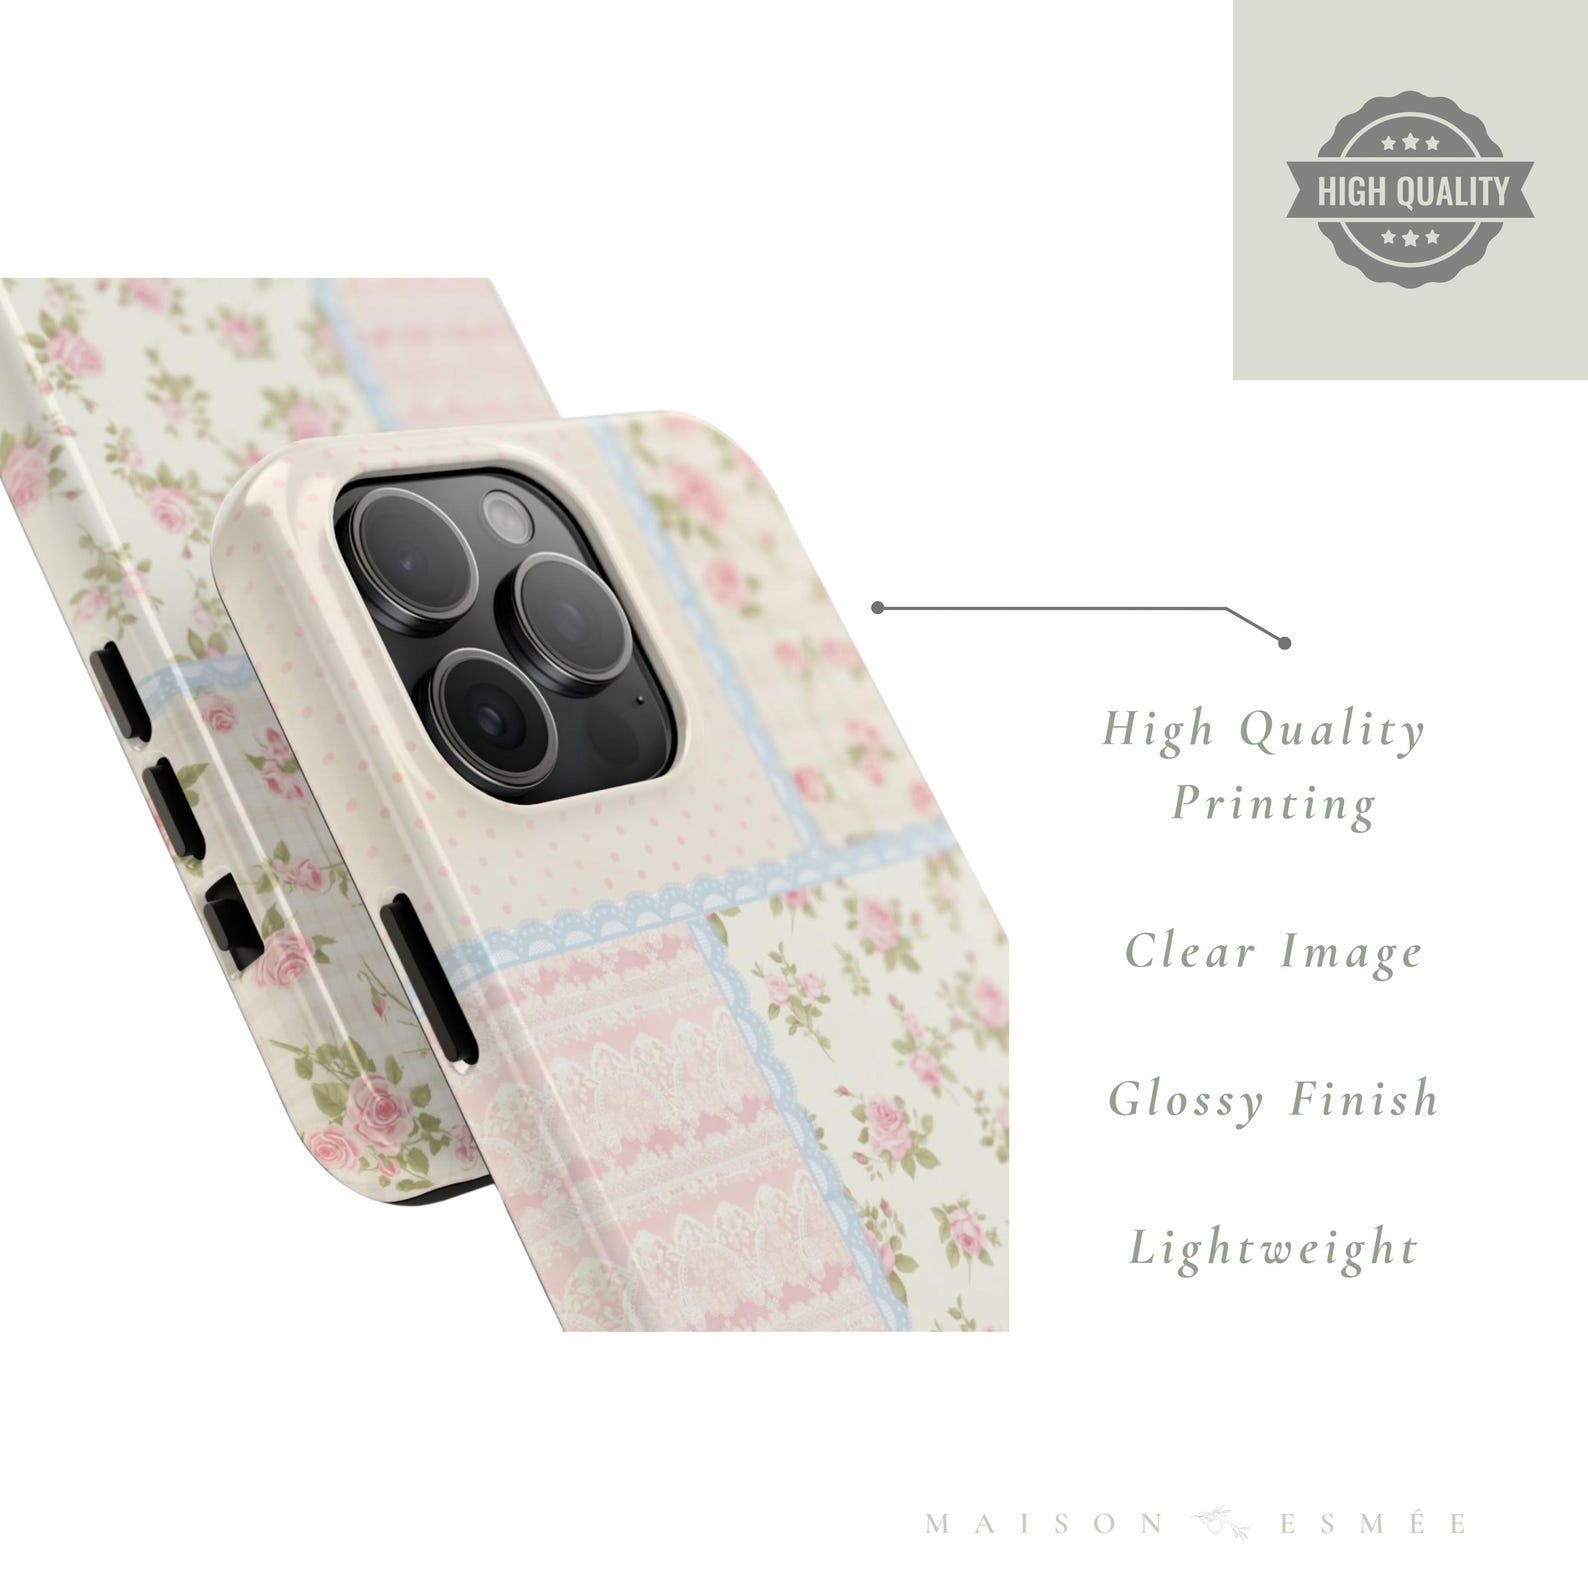 HIGH QUALITY
High Quality
Printing
Clear Image
Glossy Finish
Lightweight
MAISON ESMÉE